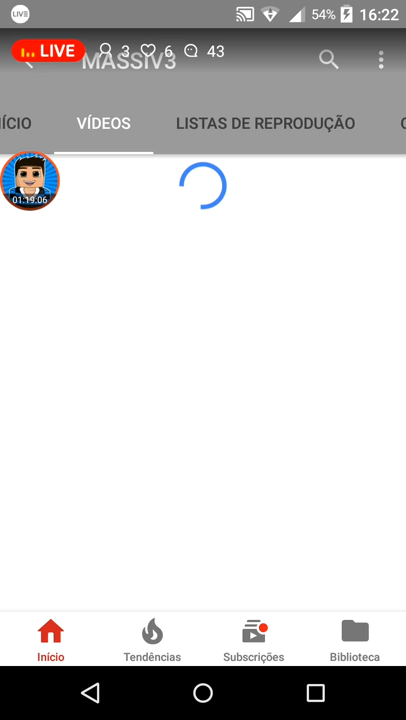 LIVE 54% 16:22
LIVE 3 6 43
MASSIV3
ÍCIO VÍDEOS LISTAS DE REPRODUÇÃO
01:19:06
Início Tendências Subscrições Biblioteca